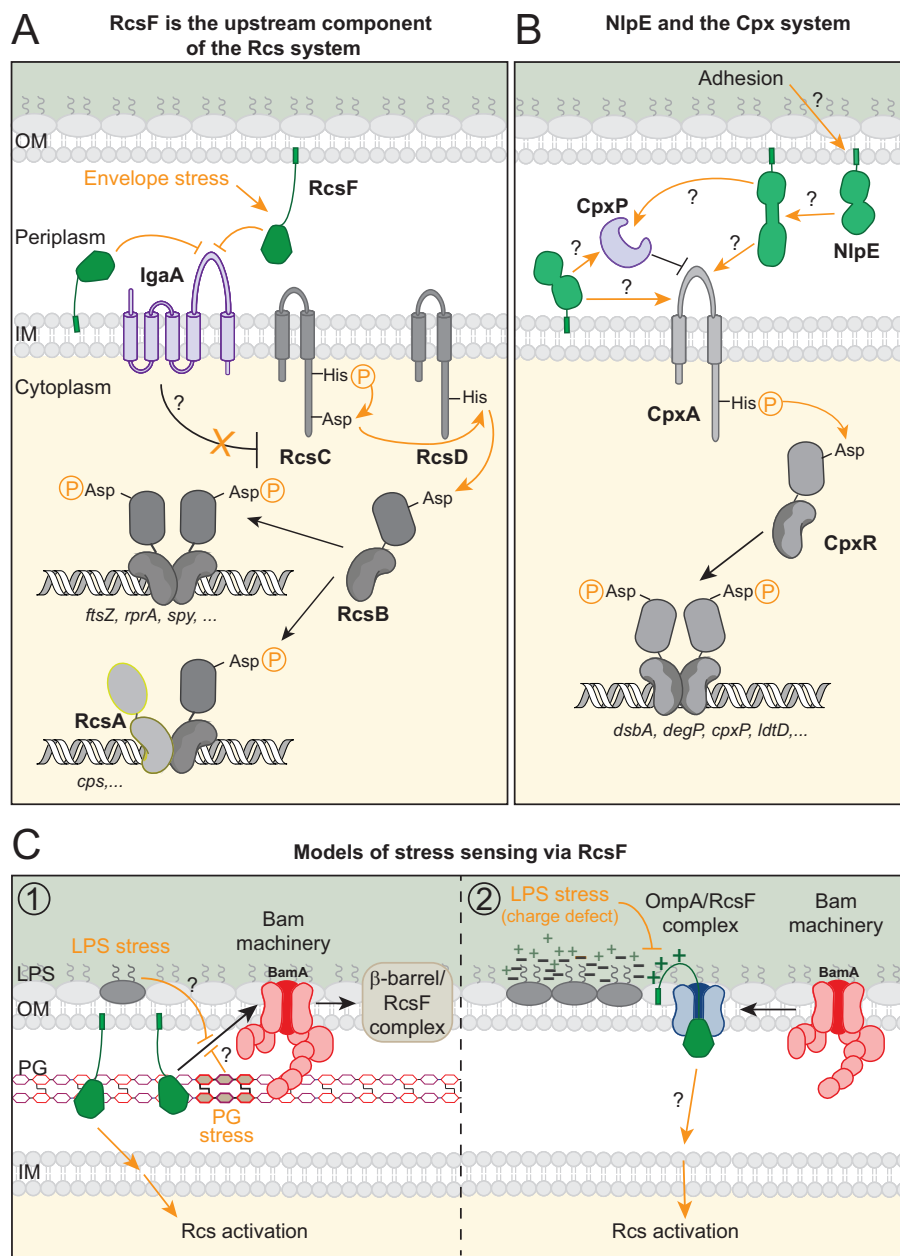 A
RcsF is the upstream component
of the Rcs system
OM
Envelope stress
RcsF
Periplasm
IgaA
IM
Cytoplasm
?
X
His P
Asp
RcsC
His
RcsD
P Asp
Asp P
Asp
ftsZ, rprA, spy, ...
RcsB
Asp P
RcsA
cps,...
B
NlpE and the Cpx system
Adhesion
?
CpxP
?
?
NlpE
?
?
?
His P
CpxA
Asp
CpxR
P Asp
Asp P
dsbA, degP, cpxP, ldtD,...
C
Models of stress sensing via RcsF
1
LPS stress
Bam
machinery
LPS
?
BamA
OM
β-barrel/
RcsF
complex
?
PG
PG
stress
IM
Rcs activation
2
LPS stress
(charge defect)
OmpA/RcsF
complex
Bam
machinery
+ + + + + + + + + + +
- - - - - - - - - - - -
+ + +
BamA
?
Rcs activation